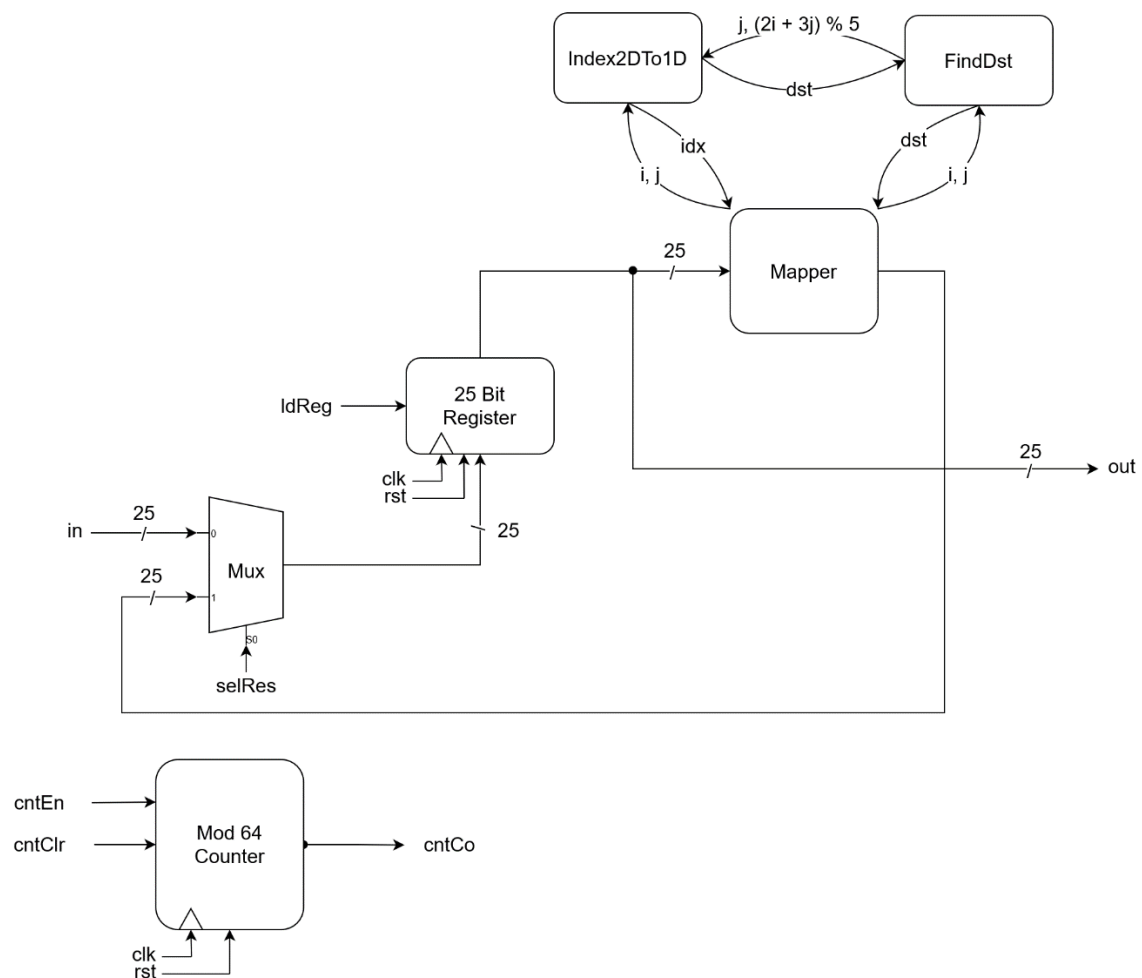 j, (2i + 3j) % 5
Index2DTo1D
FindDst
dst
idx
dst
i, j
i, j
25
Mapper
25 Bit
Register
ldReg
clk
rst
25
out
in
25
0
25
Mux
25
1
S0
selRes
cntEn
Mod 64
Counter
cntClr
cntCo
clk
rst